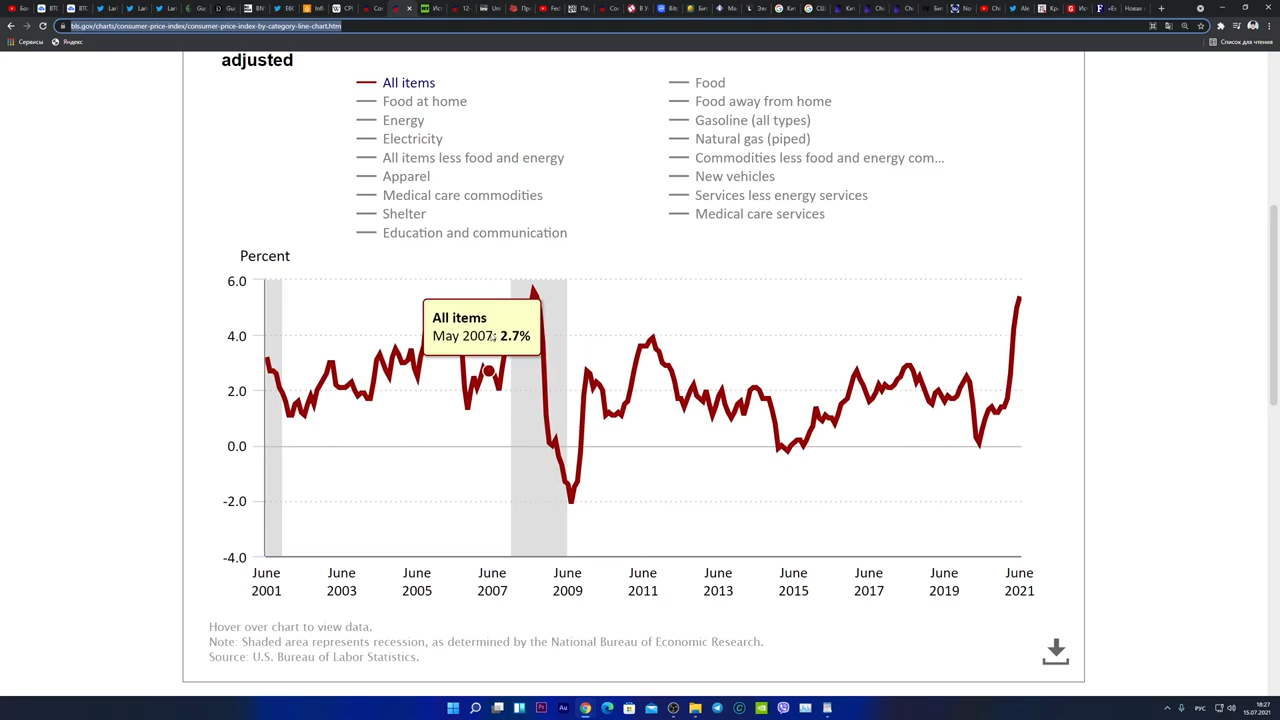 bls.gov/charts/consumer-price-index/consumer-price-index-by-category-line-chart.htm
Сервисы
Яндекс
Список для чтения
adjusted
All items
Food
Food at home
Food away from home
Energy
Gasoline (all types)
Electricity
Natural gas (piped)
All items less food and energy
Commodities less food and energy com...
Apparel
New vehicles
Medical care commodities
Services less energy services
Shelter
Medical care services
Education and communication
Percent
6.0
4.0
2.0
0.0
-2.0
-4.0
All items
May 2007: 2.7%
June 2001
June 2003
June 2005
June 2007
June 2009
June 2011
June 2013
June 2015
June 2017
June 2019
June 2021
Hover over chart to view data.
Note: Shaded area represents recession, as determined by the National Bureau of Economic Research.
Source: U.S. Bureau of Labor Statistics.
РУС
18:27
15.07.2021